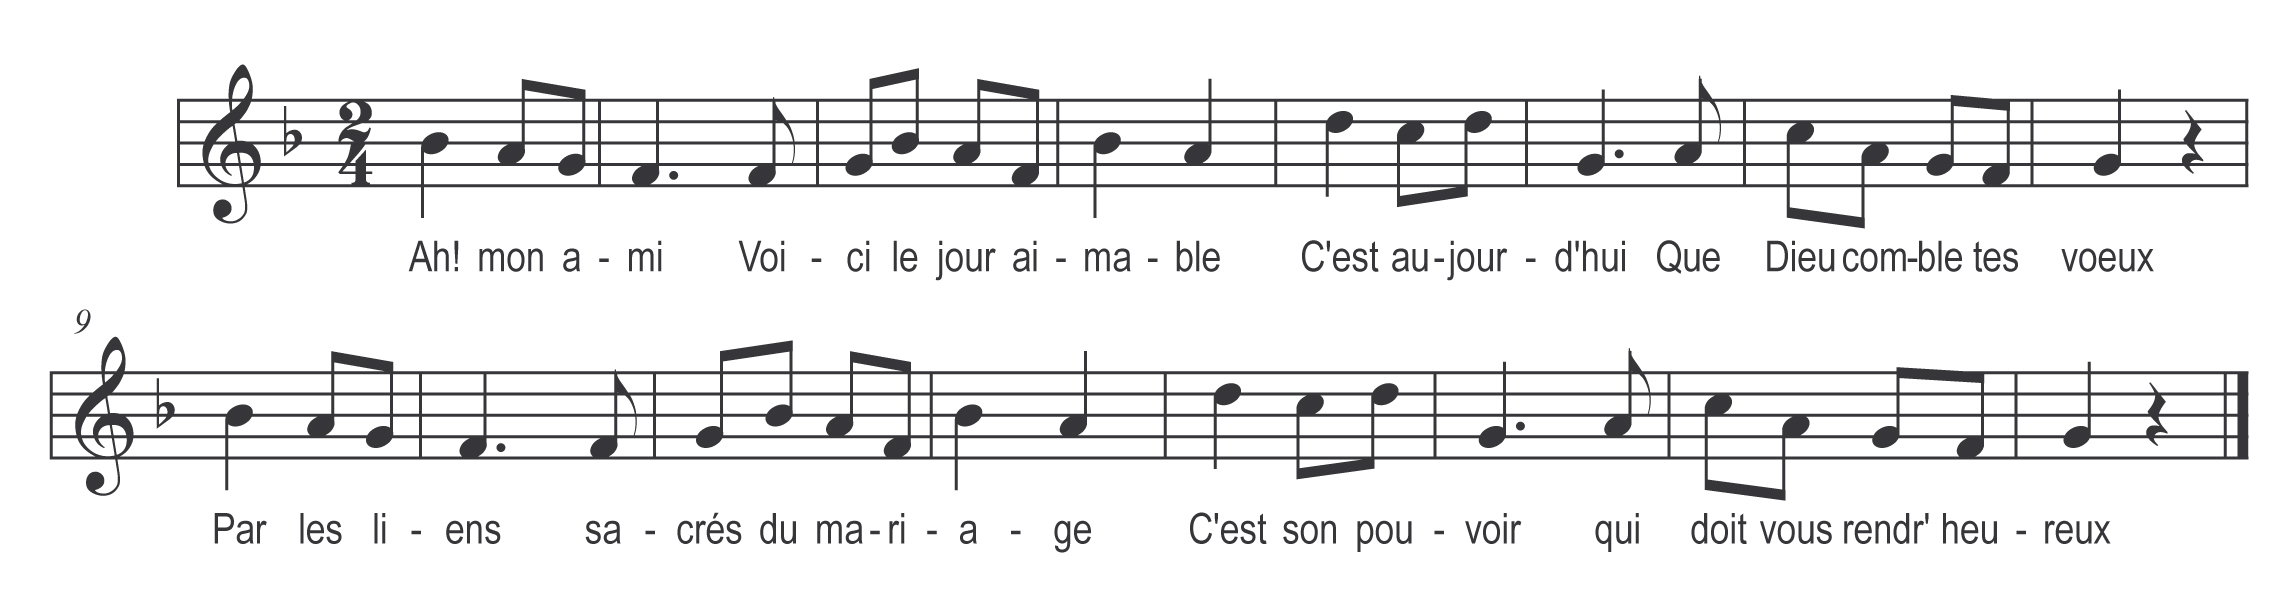 2
4
Ah! mon a - mi Voi - ci le jour ai - ma - ble C'est au - jour - d'hui Que Dieu com - ble tes voeux
9
Par les li - ens sa - crés du ma - ri - a - ge C'est son pou - voir qui doit vous rendr' heu - reux